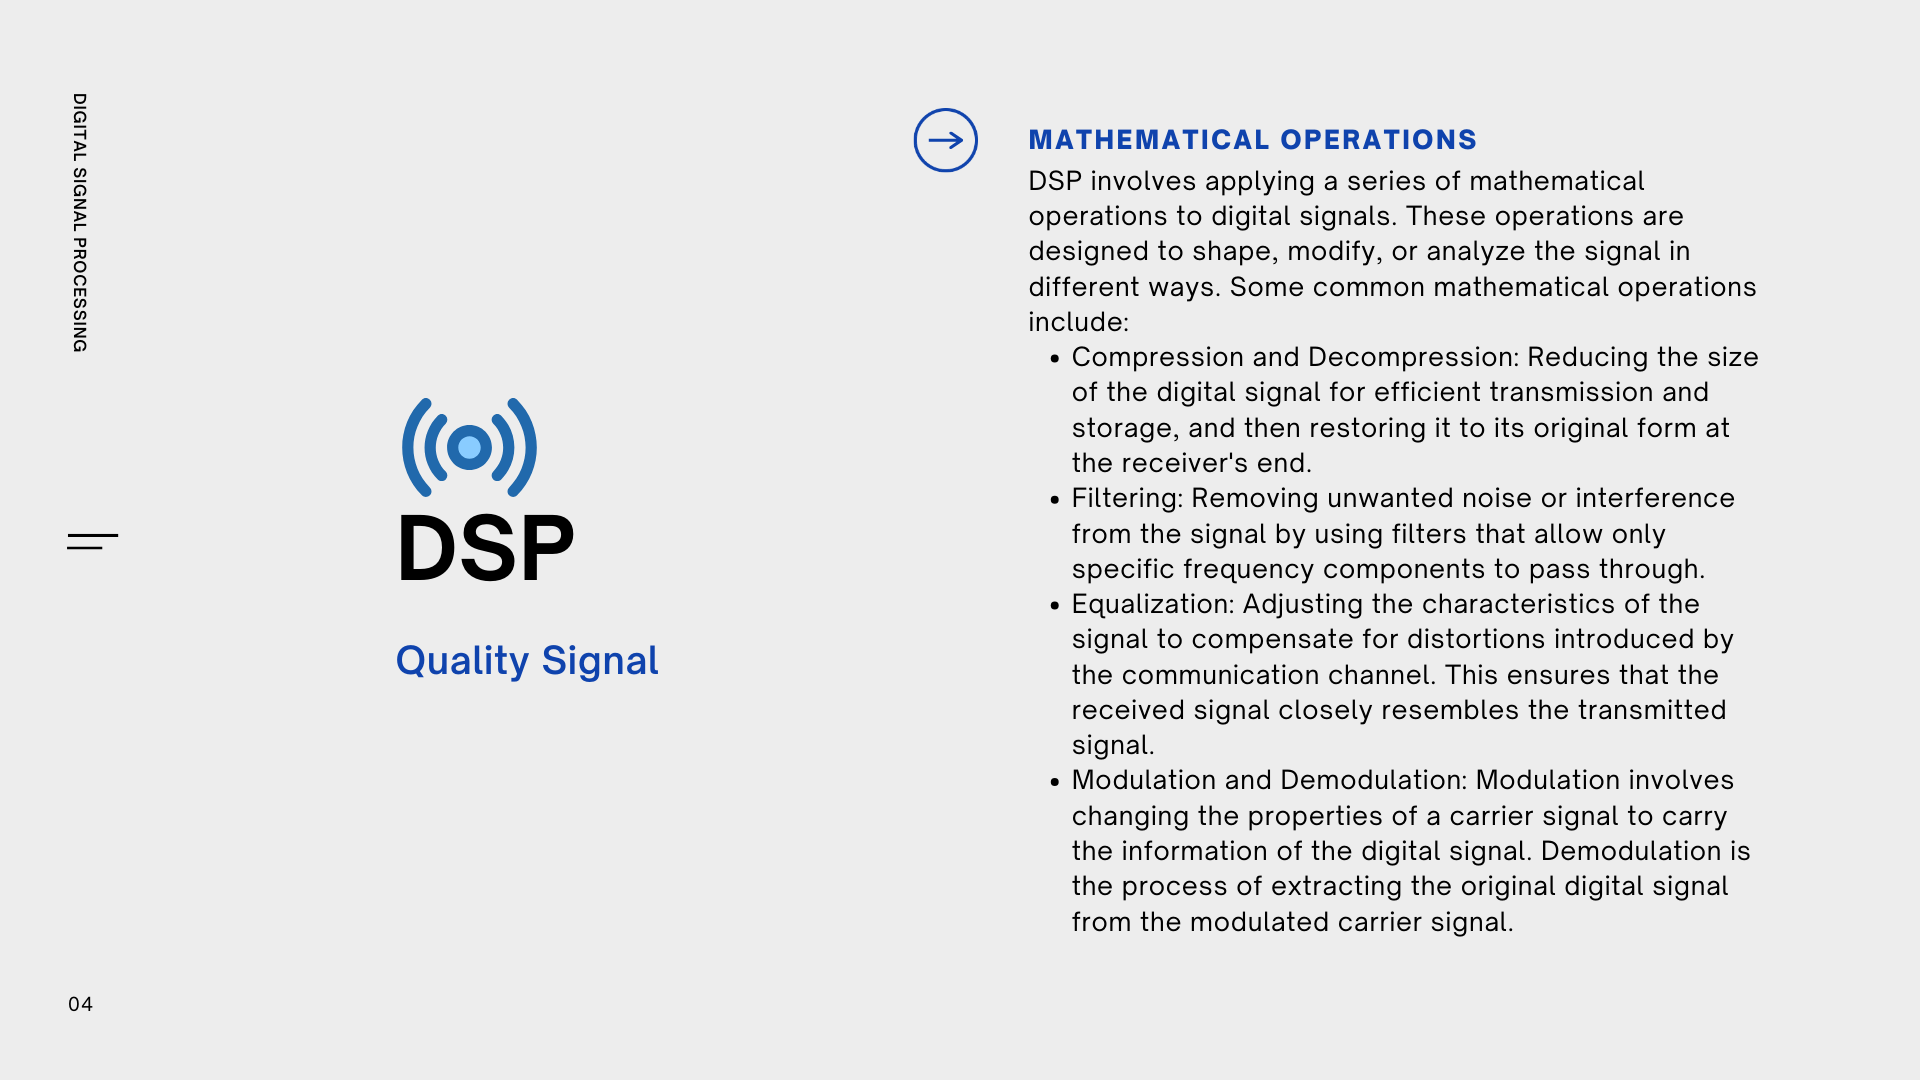 DIGITAL SIGNAL PROCESSING
DSP
Quality Signal
MATHEMATICAL OPERATIONS
DSP involves applying a series of mathematical
operations to digital signals. These operations are
designed to shape, modify, or analyze the signal in
different ways. Some common mathematical operations
include:
• Compression and Decompression: Reducing the size
of the digital signal for efficient transmission and
storage, and then restoring it to its original form at
the receiver's end.
• Filtering: Removing unwanted noise or interference
from the signal by using filters that allow only
specific frequency components to pass through.
• Equalization: Adjusting the characteristics of the
signal to compensate for distortions introduced by
the communication channel. This ensures that the
received signal closely resembles the transmitted
signal.
• Modulation and Demodulation: Modulation involves
changing the properties of a carrier signal to carry
the information of the digital signal. Demodulation is
the process of extracting the original digital signal
from the modulated carrier signal.
04